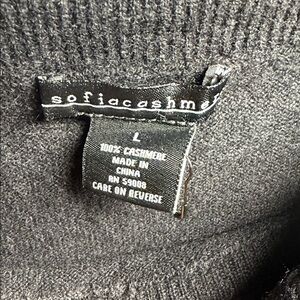 sofiacashme
L
100% CASHMERE
MADE IN
CHINA
RN 59008
CARE ON REVERSE